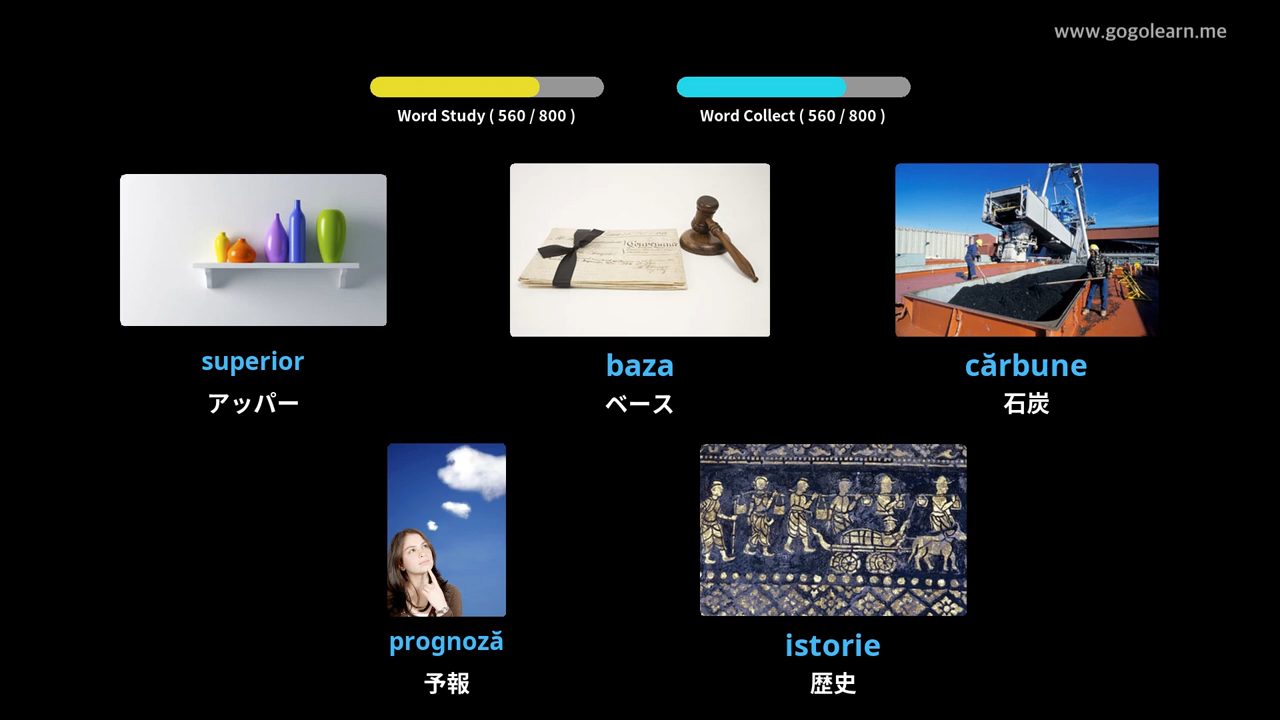 www.gogolearn.me
Word Study ( 560 / 800 )
Word Collect ( 560 / 800 )
superior
アッパー
baza
ベース
cărbune
石炭
prognoză
予報
istorie
歴史